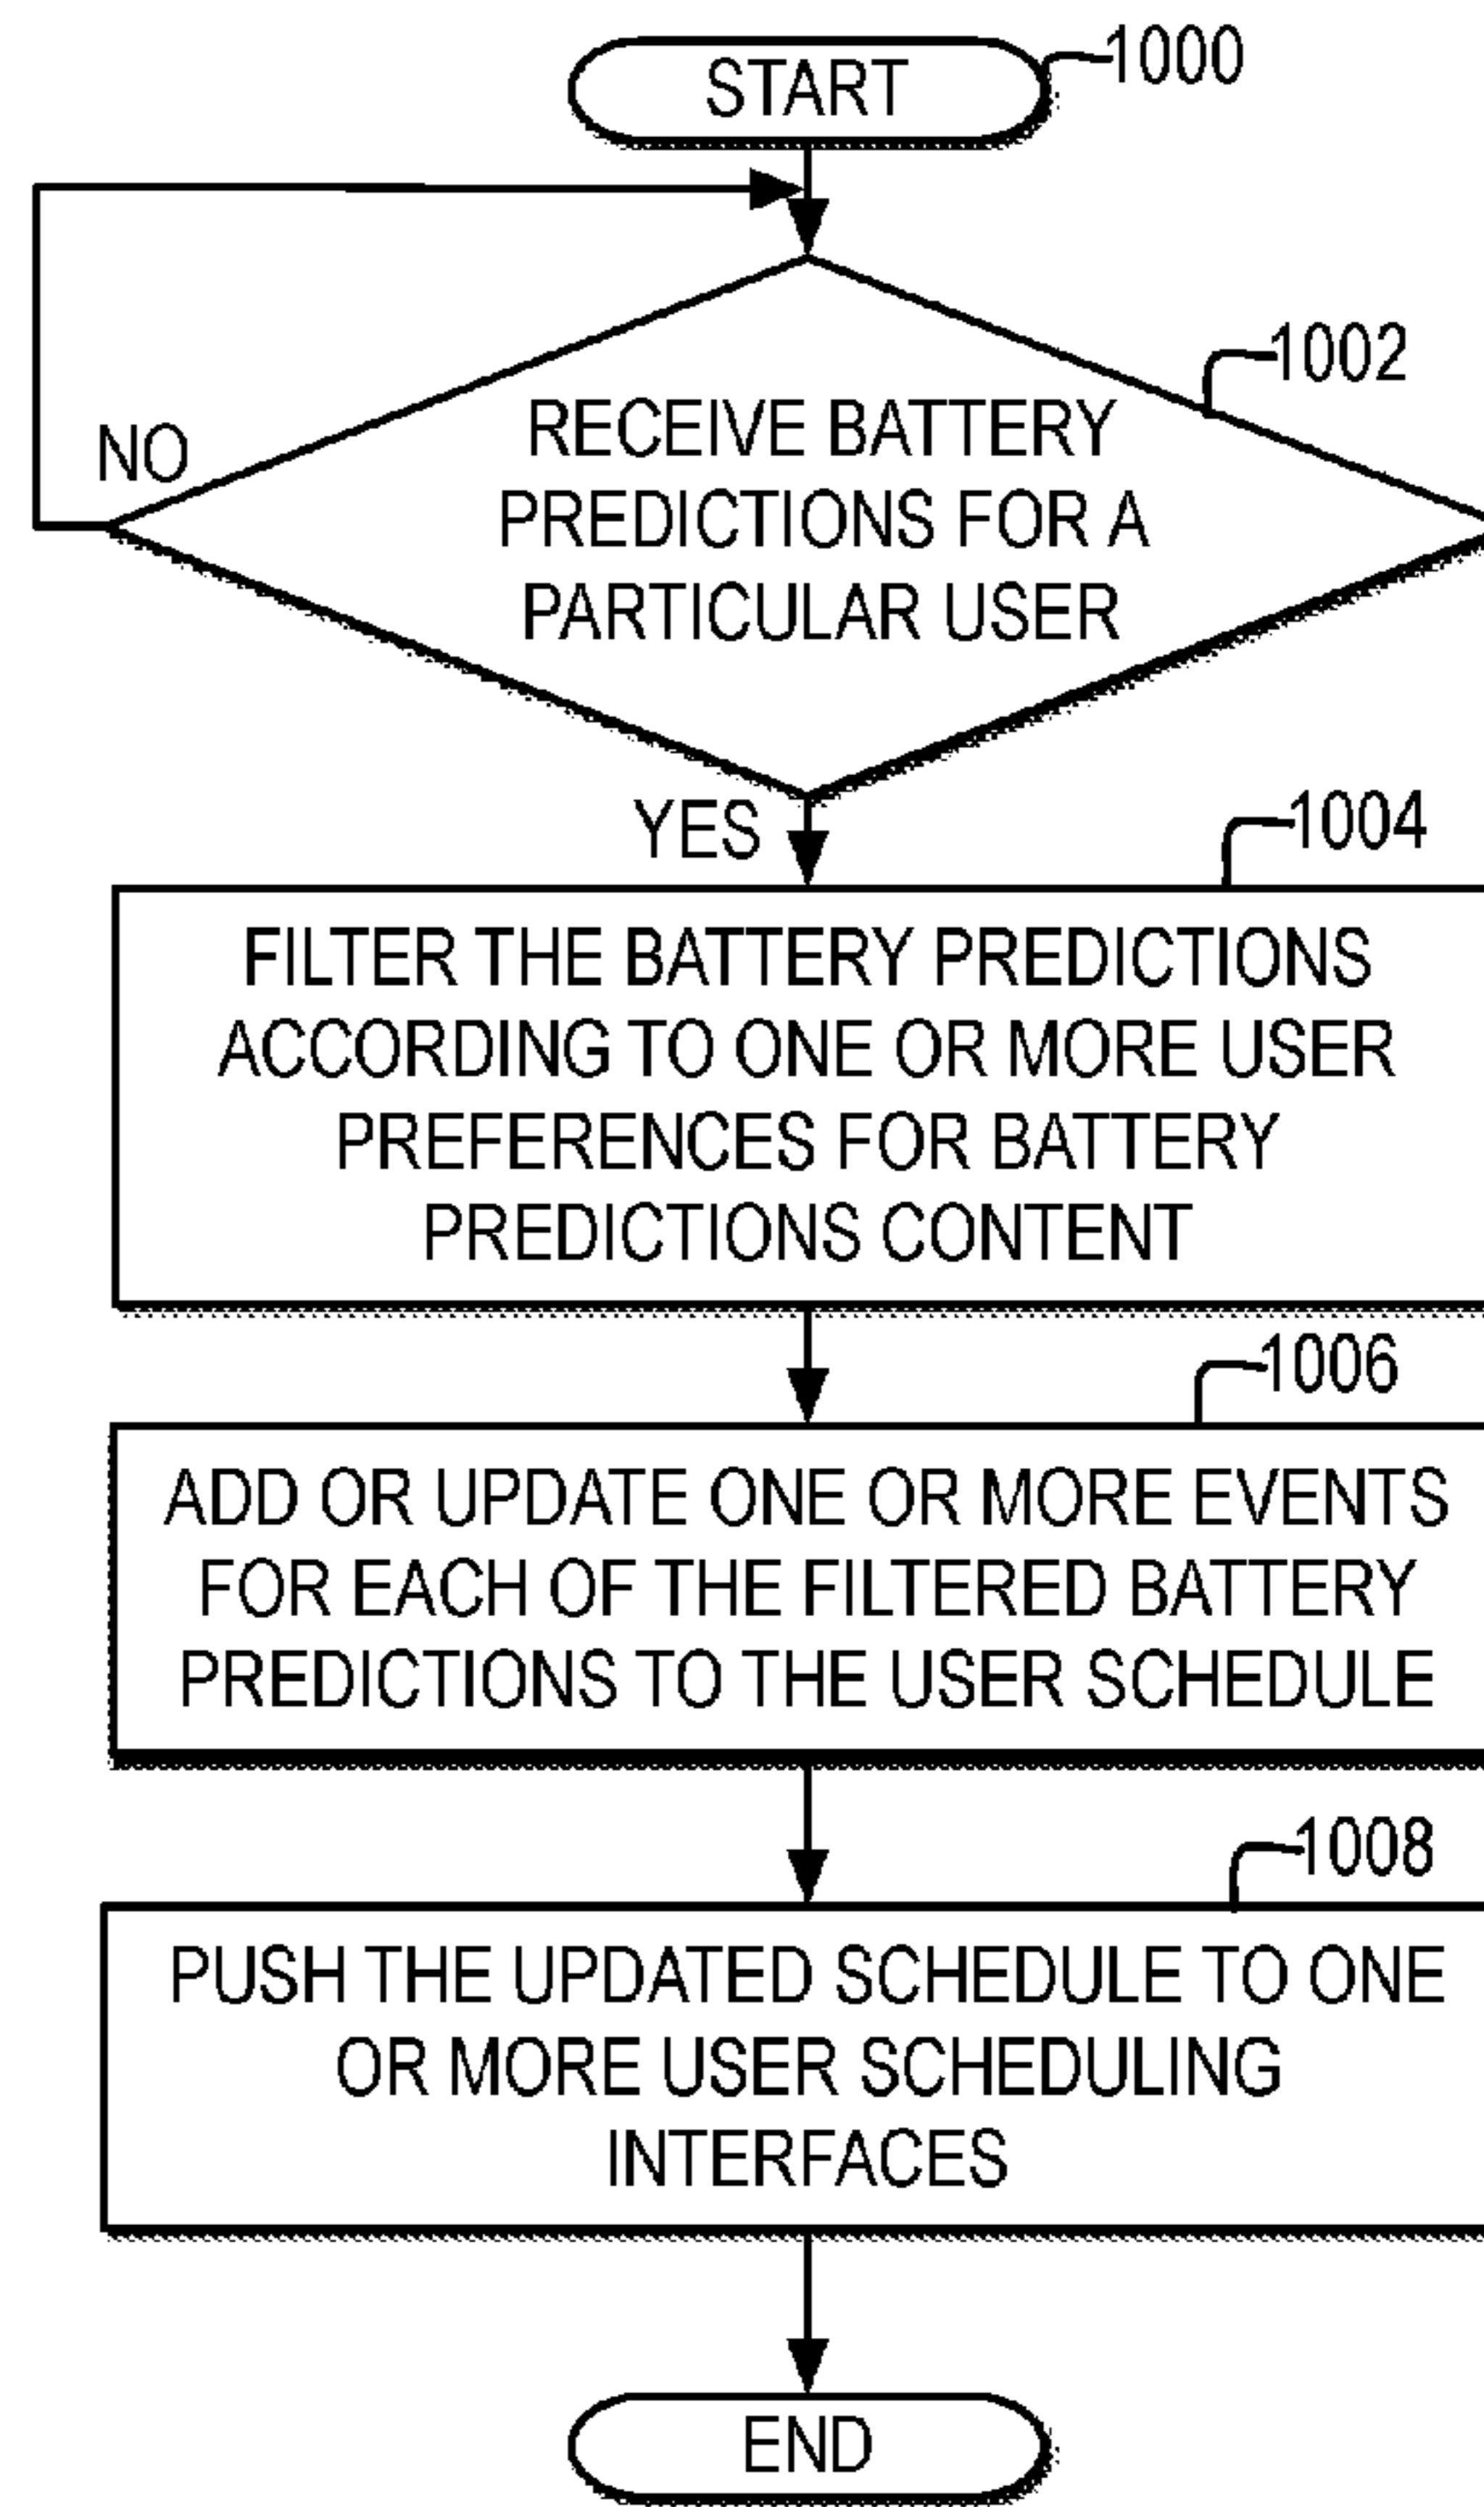 START
1000
1002
RECEIVE BATTERY
PREDICTIONS FOR A
PARTICULAR USER
NO
YES
1004
FILTER THE BATTERY PREDICTIONS
ACCORDING TO ONE OR MORE USER
PREFERENCES FOR BATTERY
PREDICTIONS CONTENT
1006
ADD OR UPDATE ONE OR MORE EVENTS
FOR EACH OF THE FILTERED BATTERY
PREDICTIONS TO THE USER SCHEDULE
1008
PUSH THE UPDATED SCHEDULE TO ONE
OR MORE USER SCHEDULING
INTERFACES
END